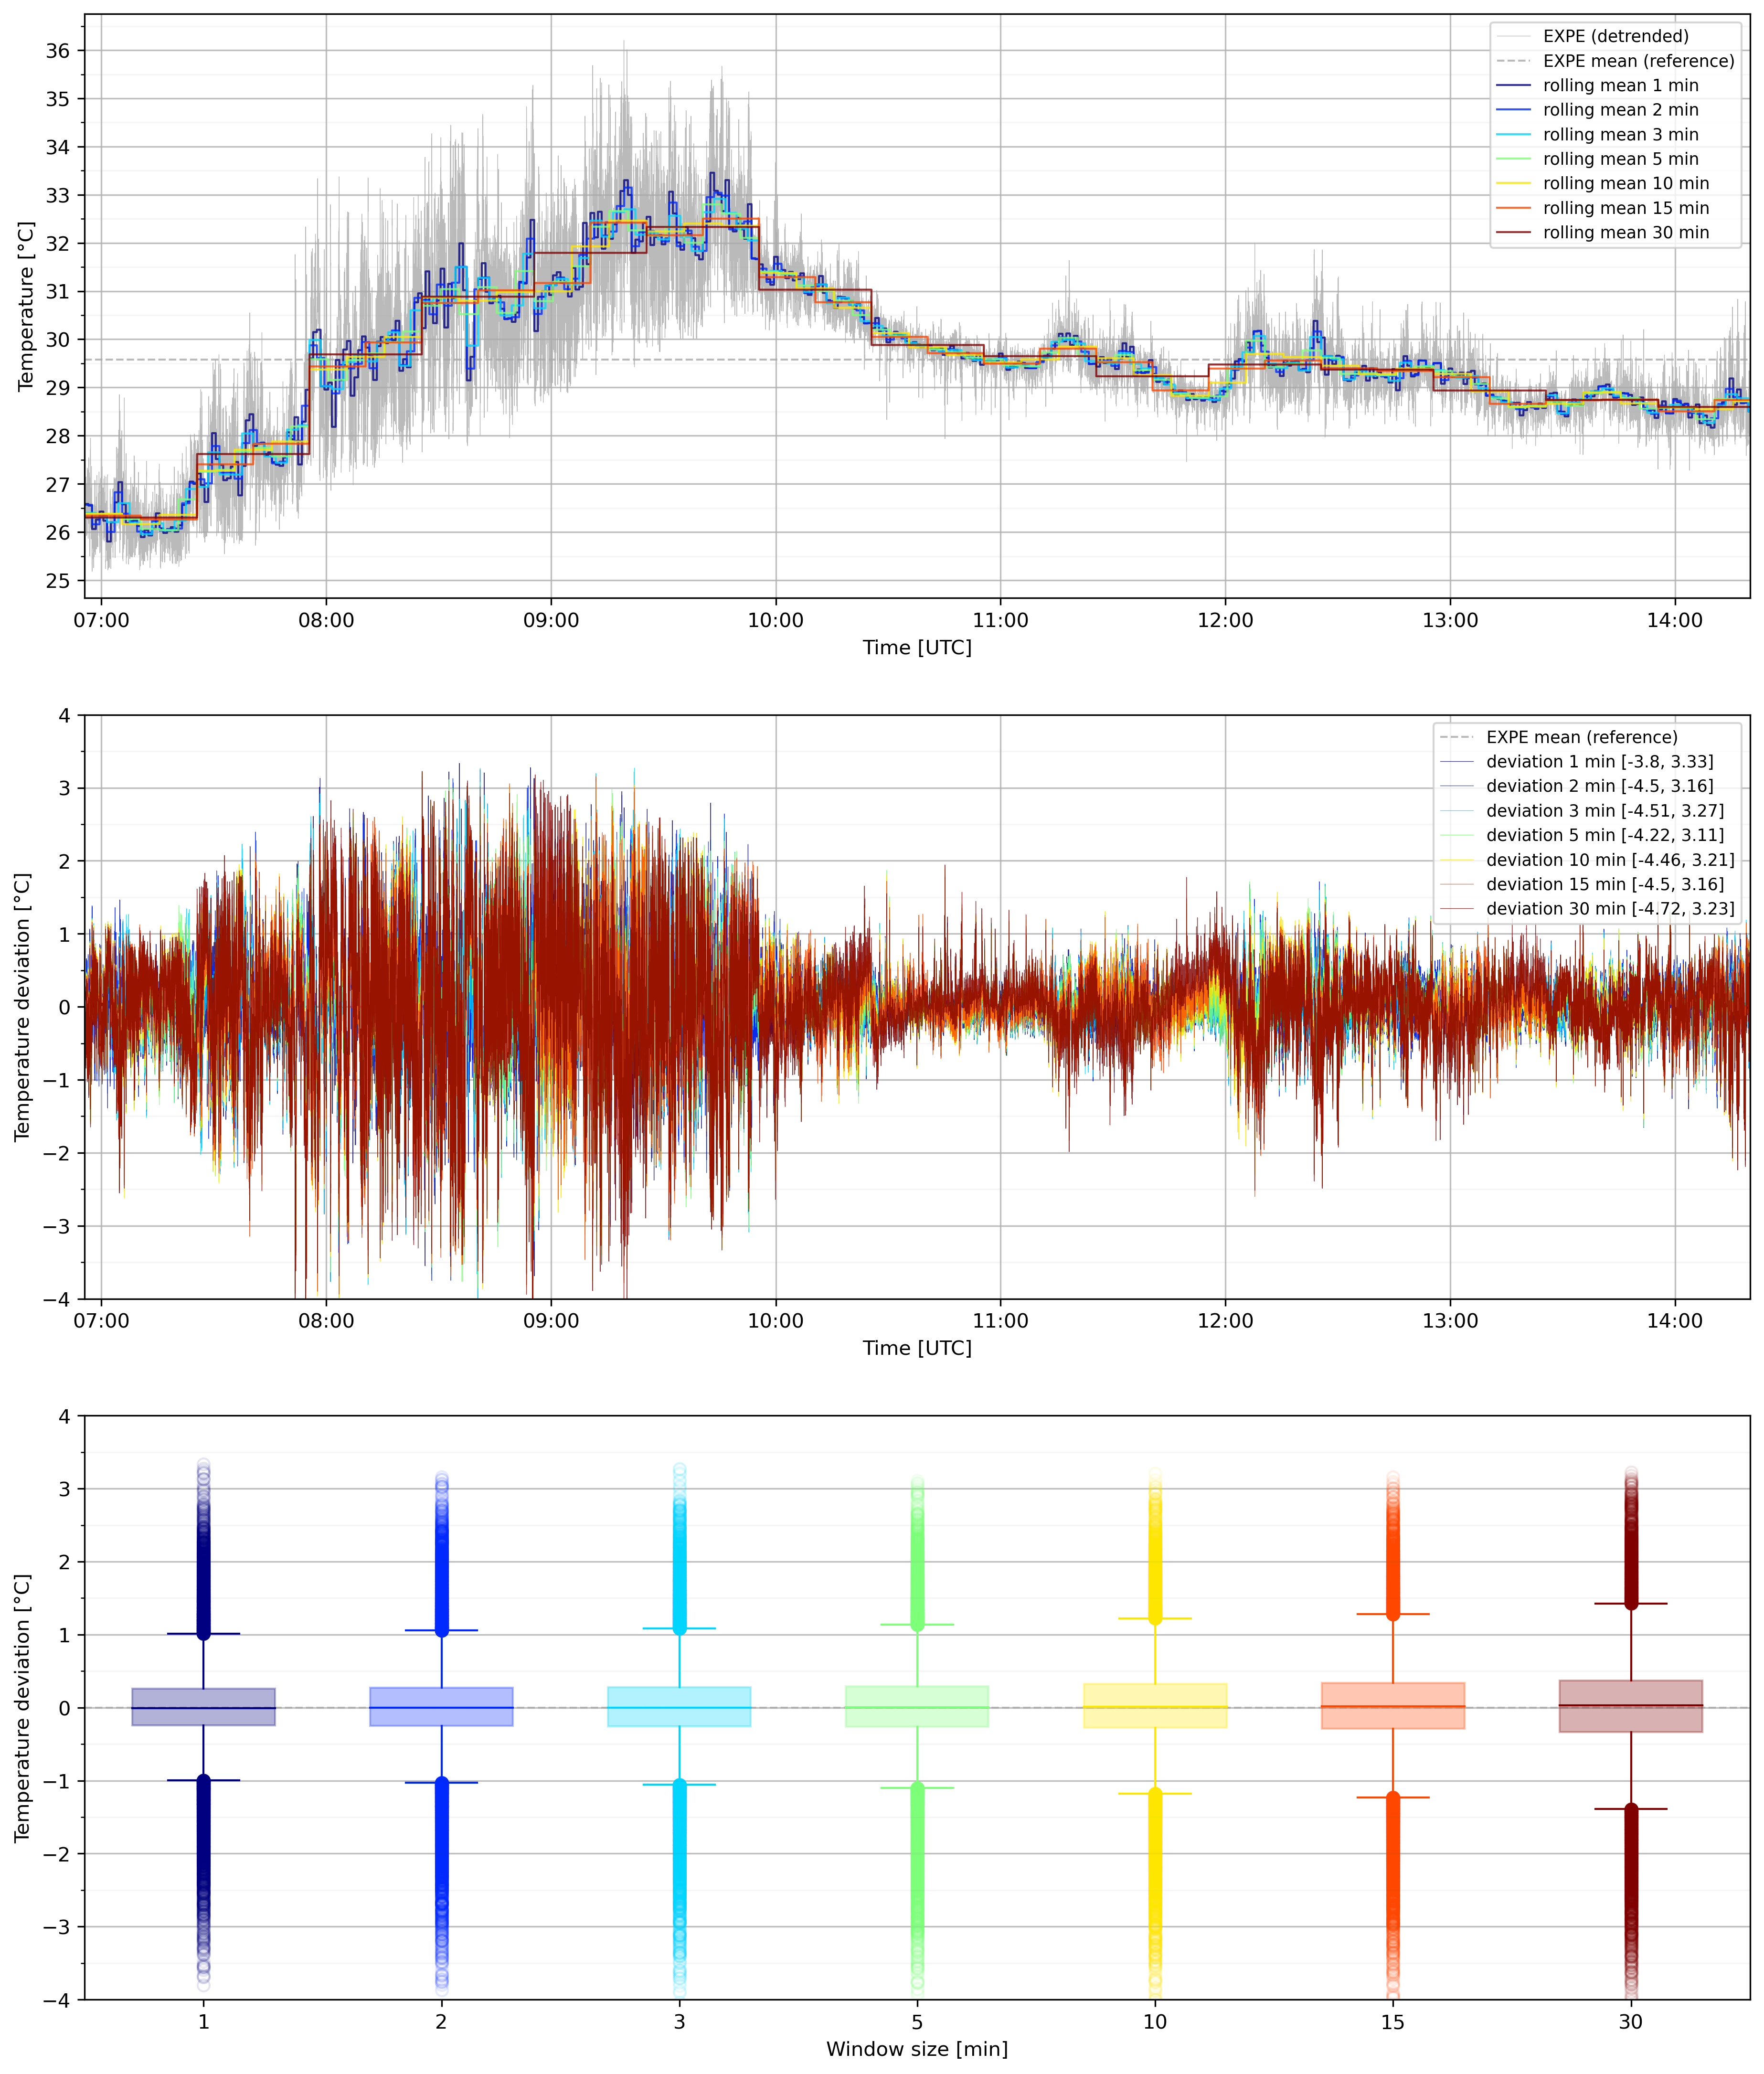 36
35
34
33
32
31
30
29
28
27
26
25
Temperature [°C]
EXPE (detrended)
EXPE mean (reference)
rolling mean 1 min
rolling mean 2 min
rolling mean 3 min
rolling mean 5 min
rolling mean 10 min
rolling mean 15 min
rolling mean 30 min
07:00 08:00 09:00 10:00 11:00 12:00 13:00 14:00
Time [UTC]
4
3
2
1
0
−1
−2
−3
−4
Temperature deviation [°C]
EXPE mean (reference)
deviation 1 min [-3.8, 3.33]
deviation 2 min [-4.5, 3.16]
deviation 3 min [-4.51, 3.27]
deviation 5 min [-4.22, 3.11]
deviation 10 min [-4.46, 3.21]
deviation 15 min [-4.5, 3.16]
deviation 30 min [-4.72, 3.23]
07:00 08:00 09:00 10:00 11:00 12:00 13:00 14:00
Time [UTC]
4
3
2
1
0
−1
−2
−3
−4
Temperature deviation [°C]
1 2 3 5 10 15 30
Window size [min]